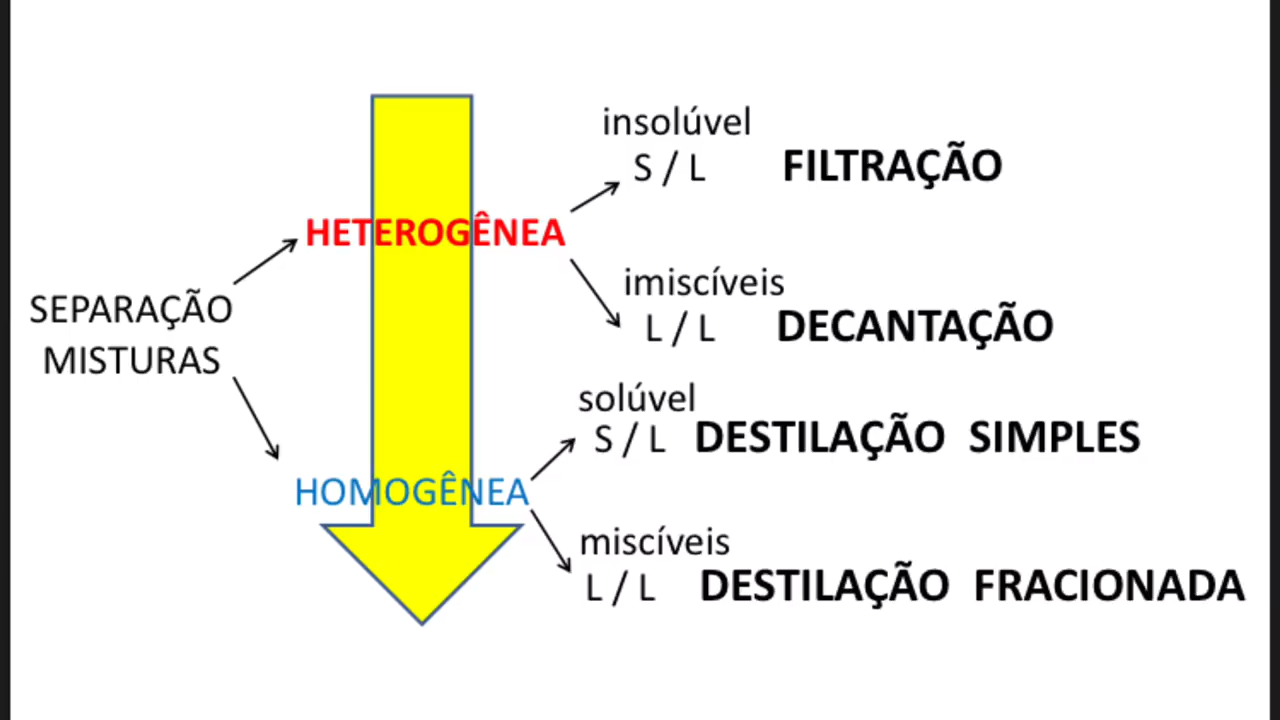 SEPARAÇÃO
MISTURAS
HETEROGÊNEA
insolúvel
S / L FILTRAÇÃO
imiscíveis
L / L DECANTAÇÃO
HOMOGÊNEA
solúvel
S / L DESTILAÇÃO SIMPLES
miscíveis
L / L DESTILAÇÃO FRACIONADA